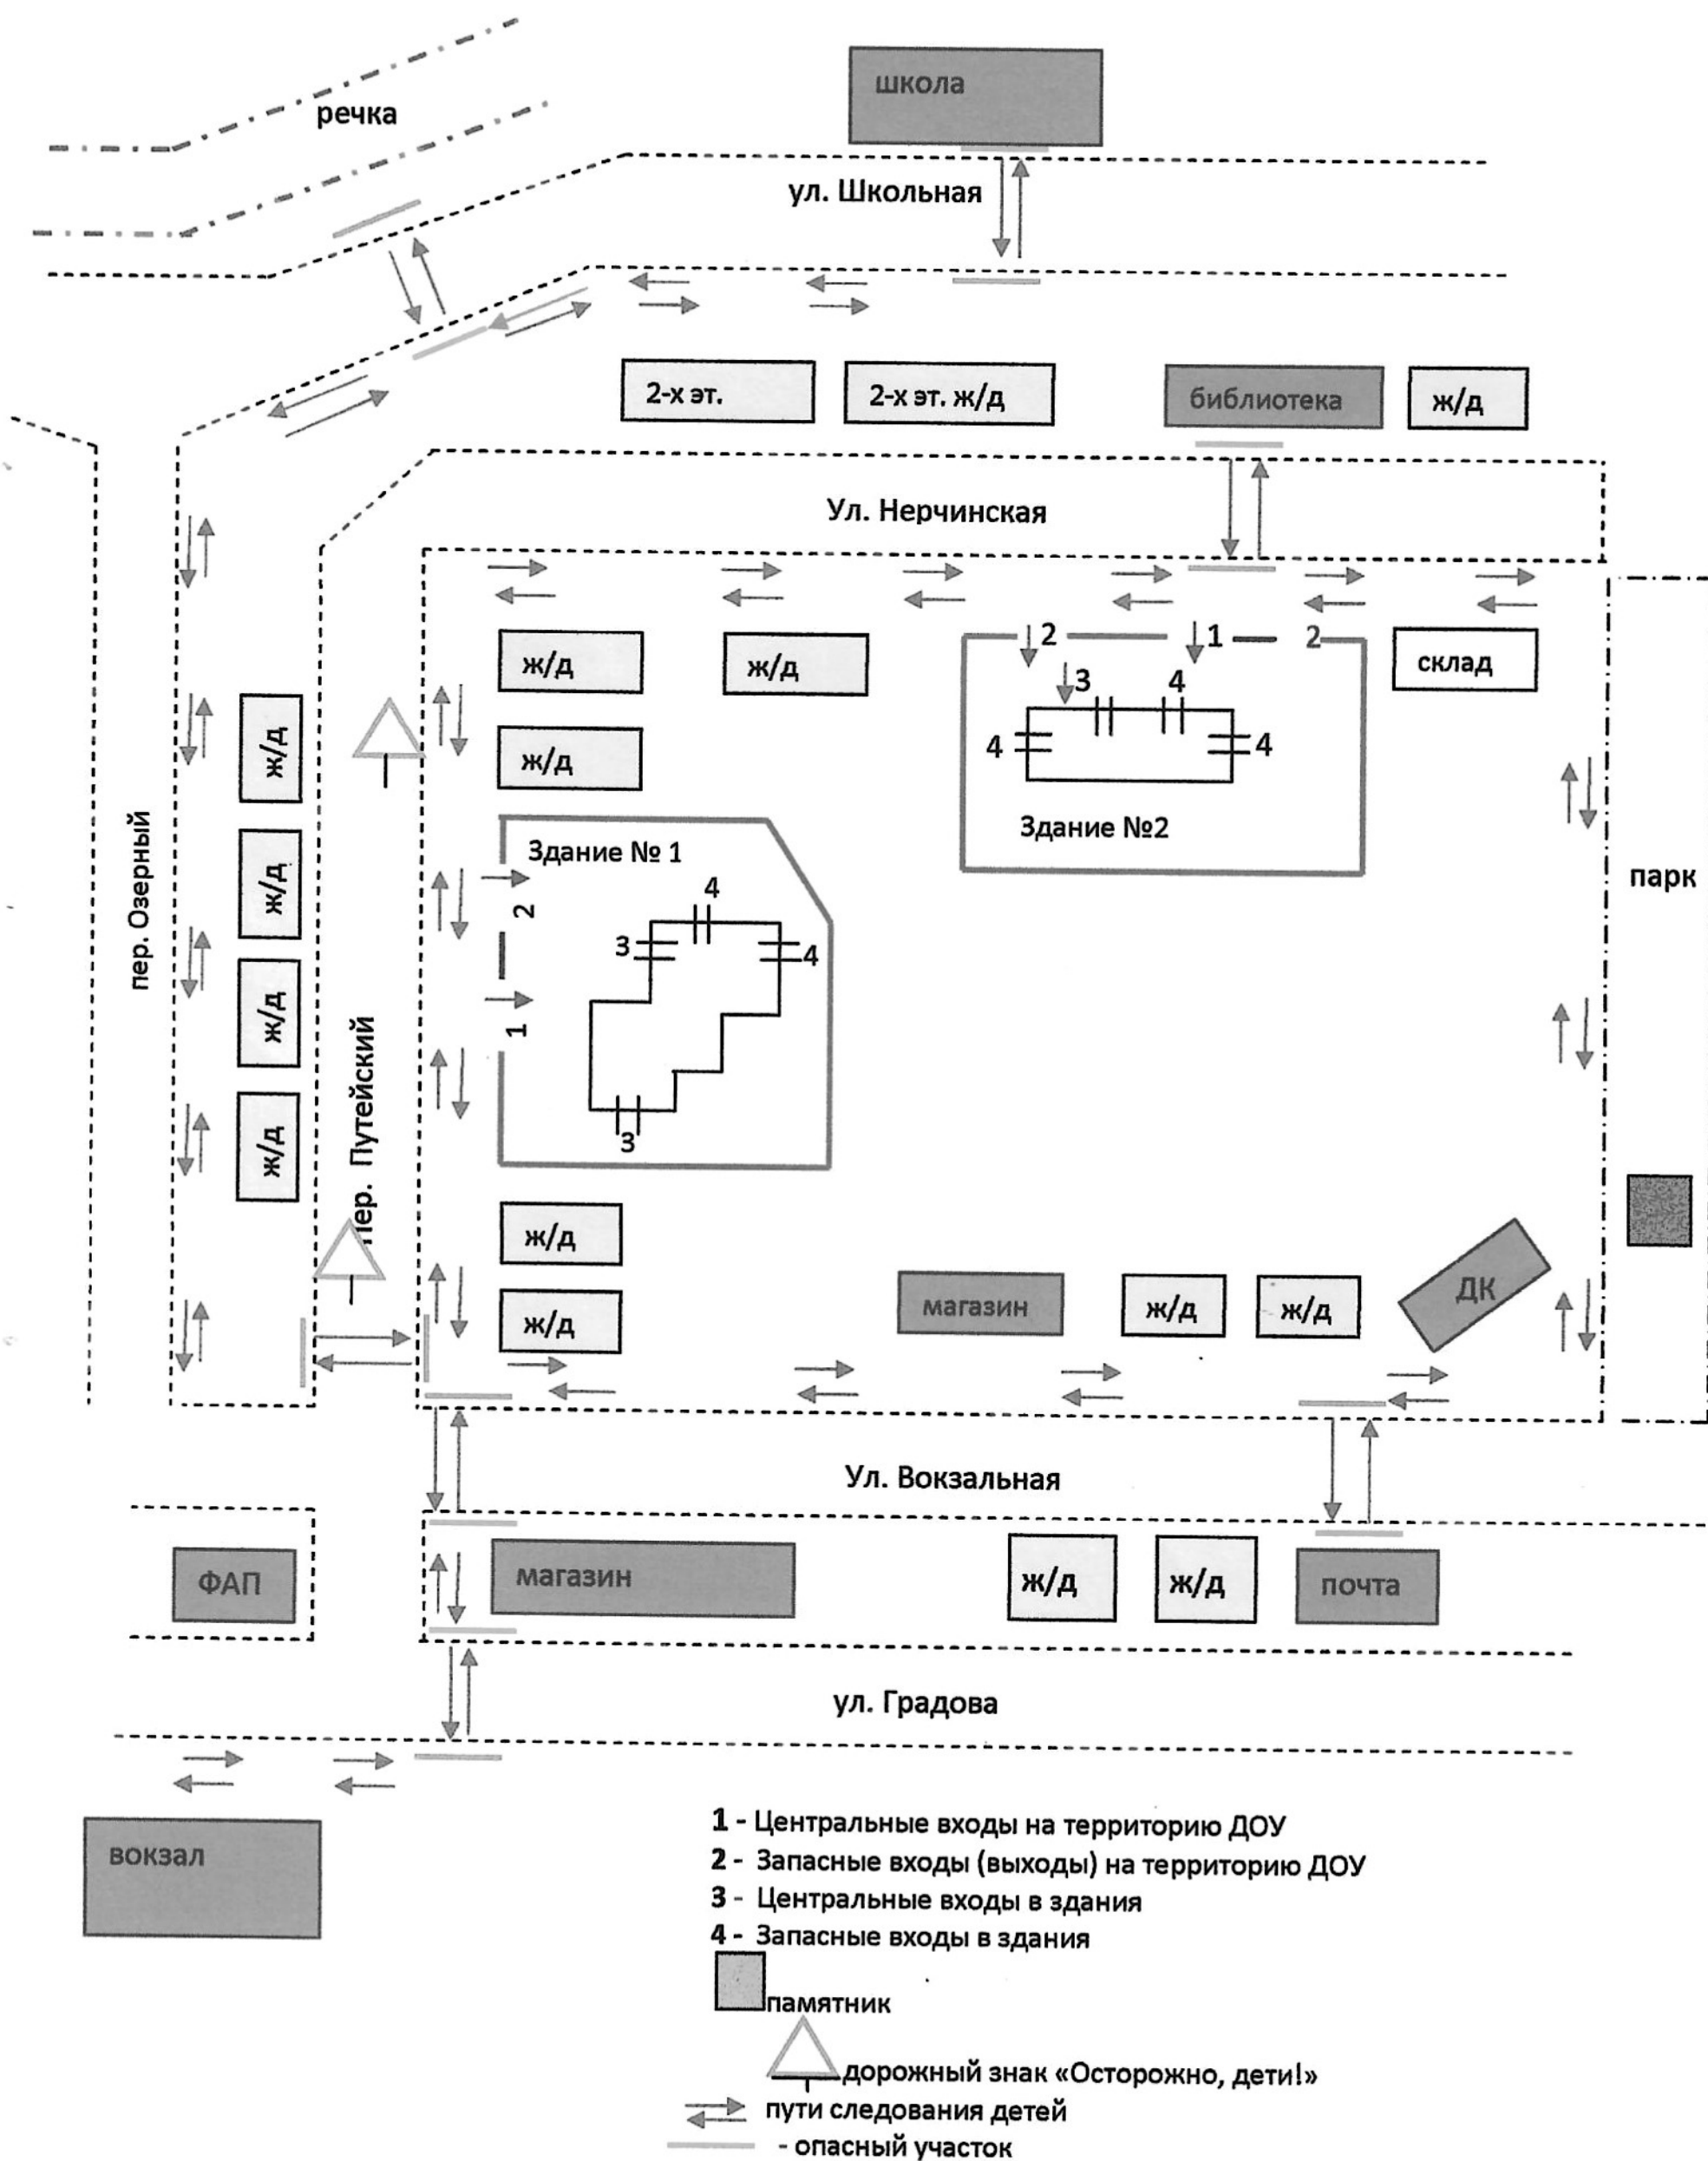 школа
речка
ул. Школьная
2-х эт.
2-х эт. ж/д
библиотека
ж/д
Ул. Нерчинская
2
1
2
ж/д
ж/д
склад
3
4
4
4
ж/д
ж/д
Здание №2
пер. Озерный
Здание № 1
парк
ж/д
2
4
3
4
ж/д
1
пер. Путейский
3
ж/д
ж/д
ж/д
магазин
ж/д
ж/д
ДК
Ул. Вокзальная
ФАП
магазин
ж/д
ж/д
почта
ул. Градова
вокзал
1 - Центральные входы на территорию ДОУ
2 - Запасные входы (выходы) на территорию ДОУ
3 - Центральные входы в здания
4 - Запасные входы в здания
памятник
дорожный знак «Осторожно, дети!»
пути следования детей
- опасный участок